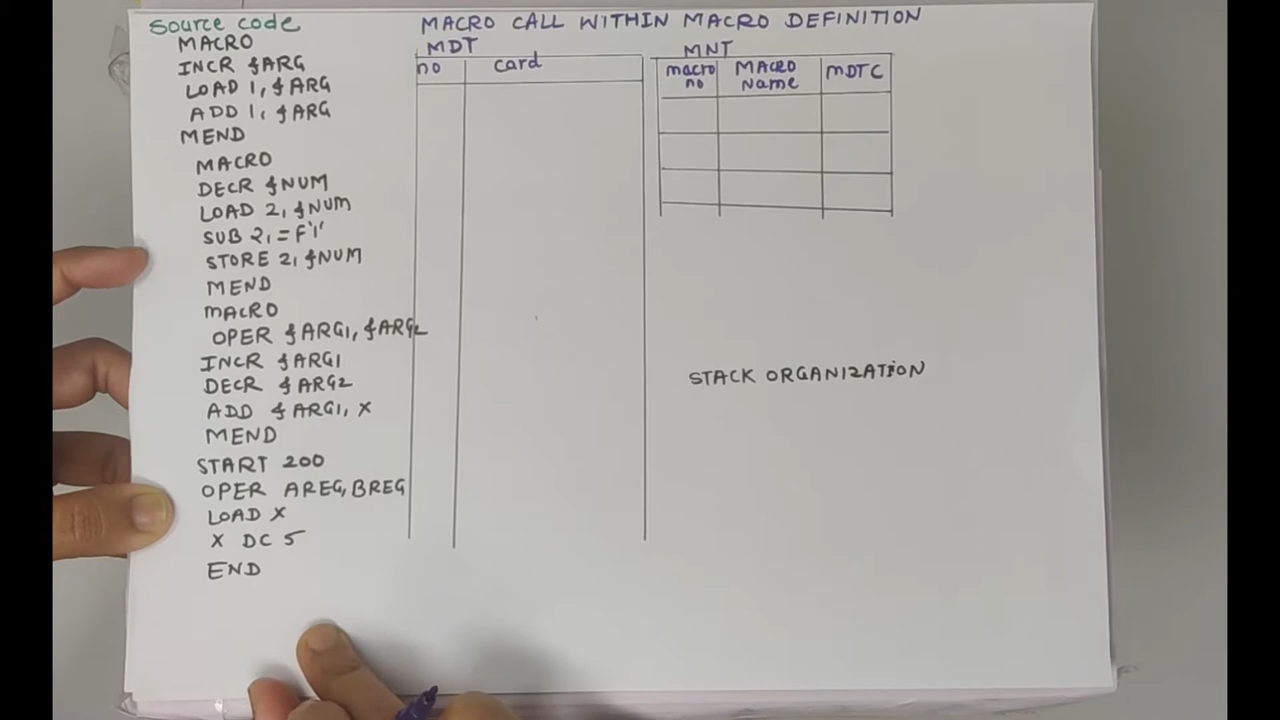 Source code
MACRO
INCR &ARG
LOAD 1, &ARG
ADD 1, &ARG
MEND
MACRO
DECR &NUM
LOAD 2, &NUM
SUB 2, =F'1'
STORE 2, &NUM
MEND
MACRO
OPER &ARG1, &ARG2
INCR &ARG1
DECR &ARG2
ADD &ARG1, X
MEND
START 200
OPER AREG, BREG
LOAD X
X DC 5
END
MACRO CALL WITHIN MACRO DEFINITION
MDT
no card
MNT
macro no MACRO Name MDTC
STACK ORGANIZATION